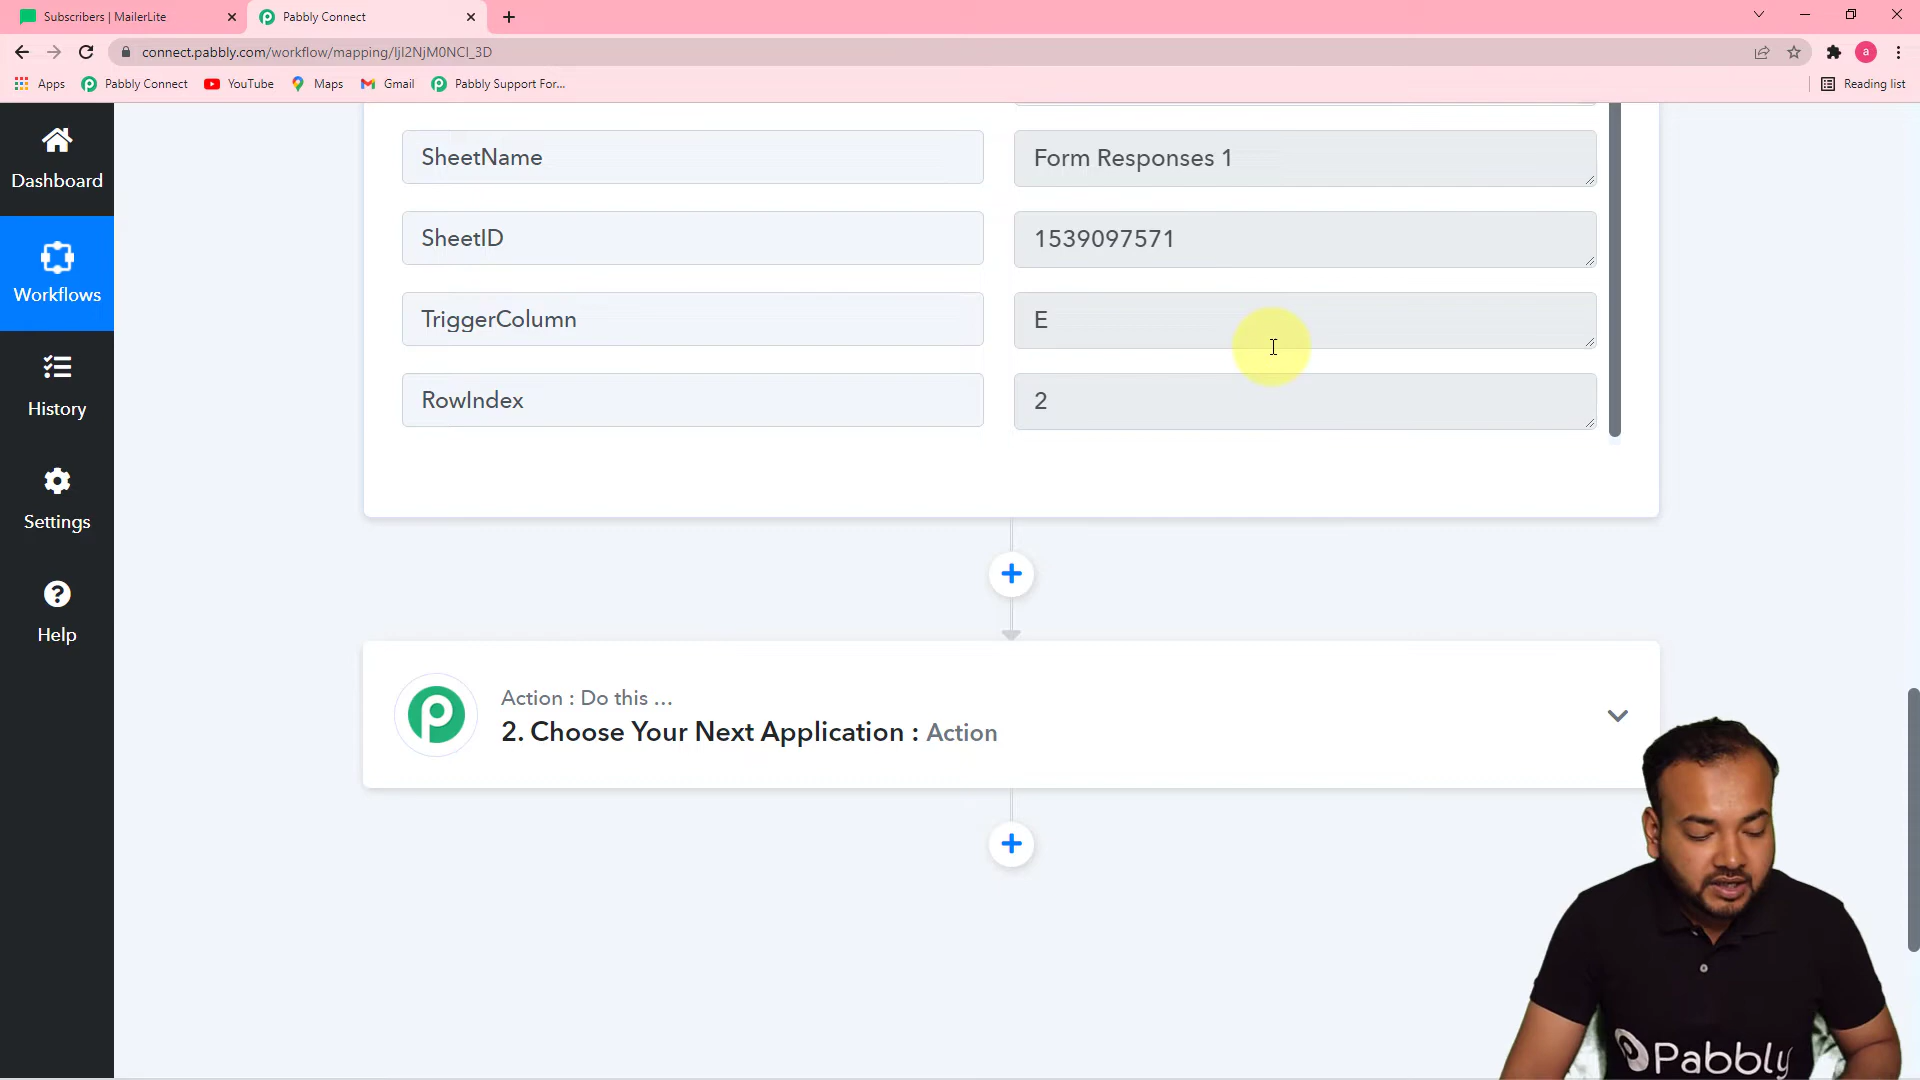 Subscribers | MailerLite
Pabbly Connect
connect.pabbly.com/workflow/mapping/IjI2NjM0NCI_3D
Apps
Pabbly Connect
YouTube
Maps
Gmail
Pabbly Support For...
Reading list
Dashboard
Workflows
History
Settings
Help
SheetName
Form Responses 1
SheetID
1539097571
TriggerColumn
E
RowIndex
2
Action : Do this ...
2. Choose Your Next Application : Action
Pabbly